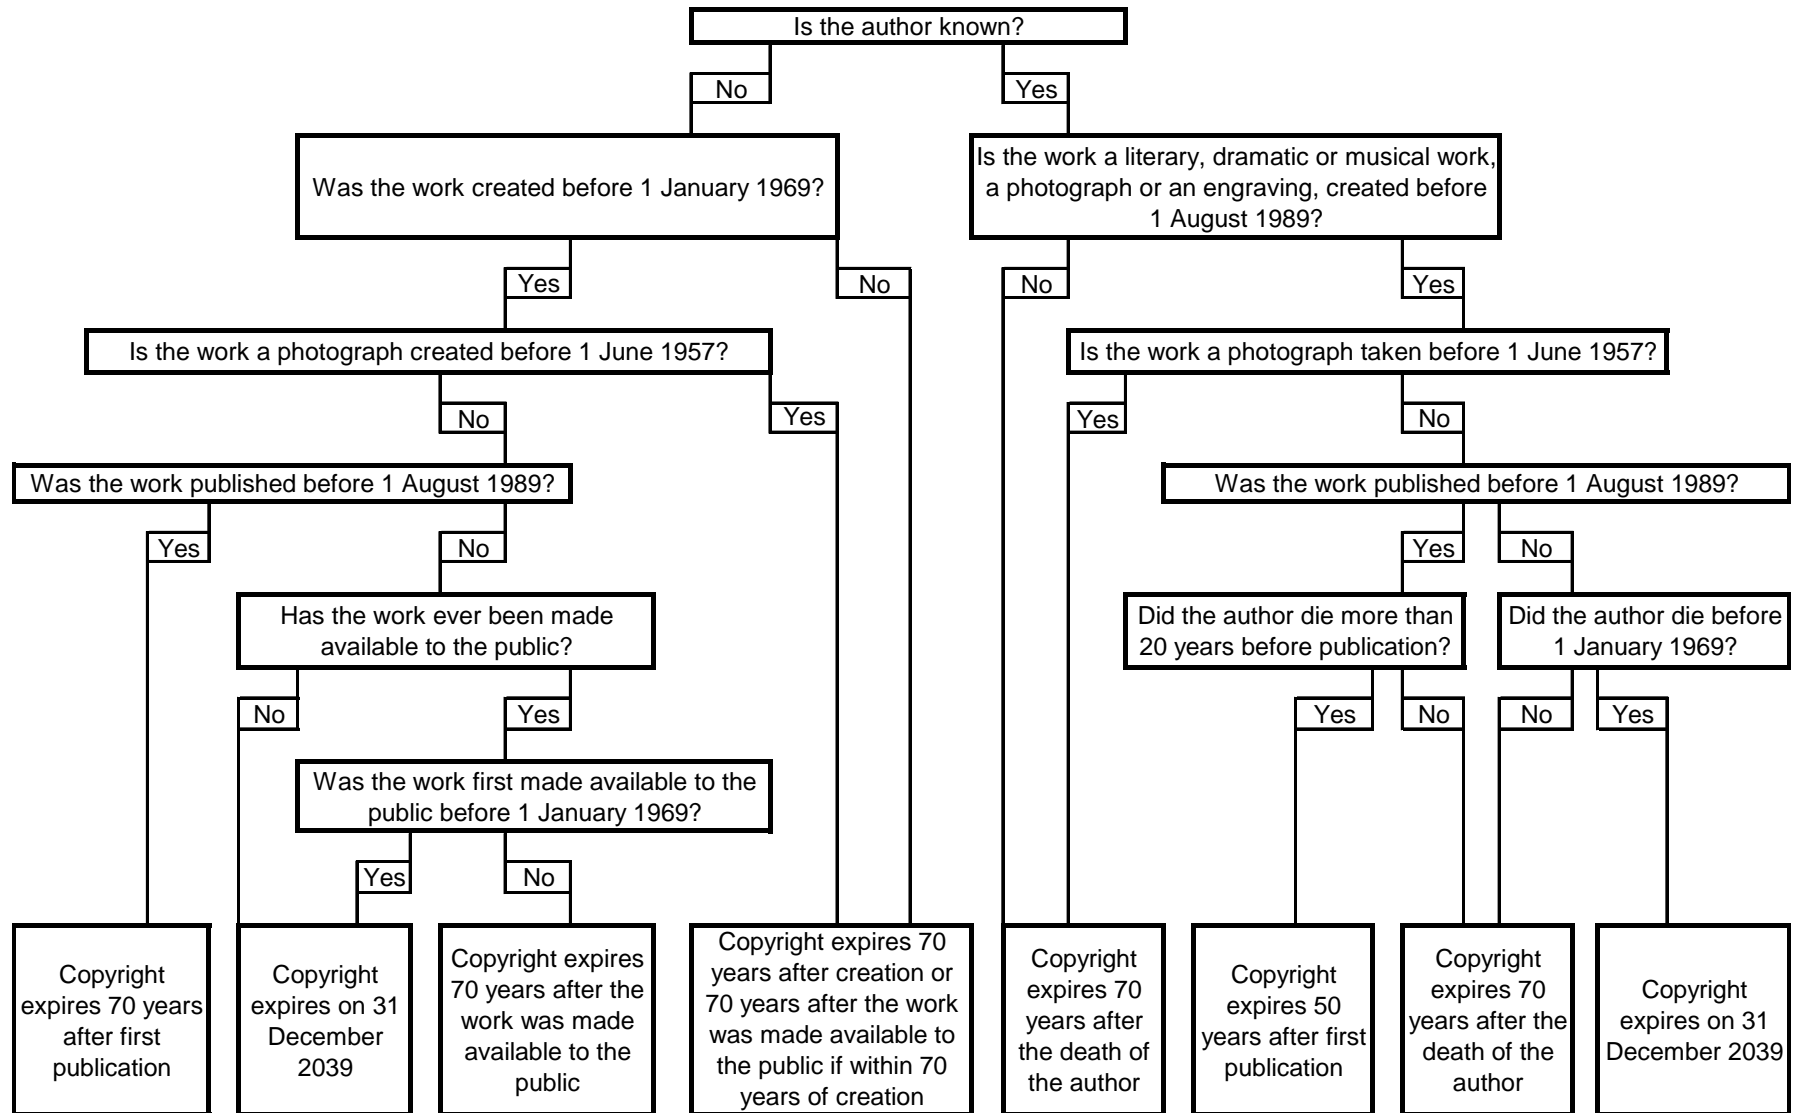 Is the author known?
No
Yes
Was the work created before 1 January 1969?
Is the work a literary, dramatic or musical work,
a photograph or an engraving, created before
1 August 1989?
Yes
No
No
Yes
Is the work a photograph created before 1 June 1957?
Is the work a photograph taken before 1 June 1957?
No
Yes
Yes
No
Was the work published before 1 August 1989?
Was the work published before 1 August 1989?
Yes
No
Yes
No
Has the work ever been made
available to the public?
Did the author die more than
20 years before publication?
Did the author die before
1 January 1969?
No
Yes
Yes
No
No
Yes
Was the work first made available to the
public before 1 January 1969?
Yes
No
Copyright
expires 70 years
after first
publication
Copyright
expires on 31
December
2039
Copyright expires
70 years after the
work was made
available to the
public
Copyright expires 70
years after creation or
70 years after the work
was made available to
the public if within 70
years of creation
Copyright
expires 70
years after
the death of
the author
Copyright
expires 50
years after first
publication
Copyright
expires 70
years after the
death of the
author
Copyright
expires on 31
December 2039